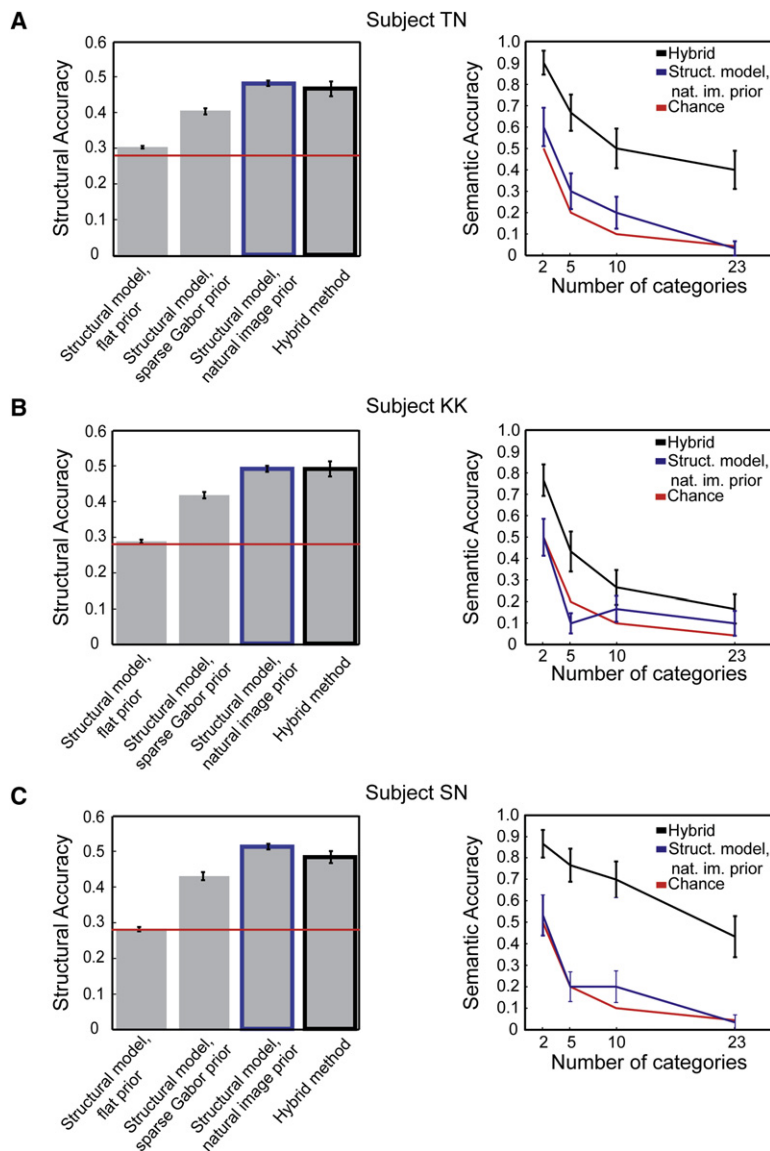 A
Subject TN
Structural Accuracy
0.6
0.5
0.4
0.3
0.2
0.1
0
Structural model,
flat prior
Structural model,
sparse Gabor prior
Structural model,
natural image prior
Hybrid method
Semantic Accuracy
1.0
0.9
0.8
0.7
0.6
0.5
0.4
0.3
0.2
0.1
0
Hybrid
Struct. model,
nat. im. prior
Chance
2 5 10 23
Number of categories
B
Subject KK
Structural Accuracy
0.6
0.5
0.4
0.3
0.2
0.1
0
Structural model,
flat prior
Structural model,
sparse Gabor prior
Structural model,
natural image prior
Hybrid method
Semantic Accuracy
1.0
0.9
0.8
0.7
0.6
0.5
0.4
0.3
0.2
0.1
0
Hybrid
Struct. model,
nat. im. prior
Chance
2 5 10 23
Number of categories
C
Subject SN
Structural Accuracy
0.6
0.5
0.4
0.3
0.2
0.1
0
Structural model,
flat prior
Structural model,
sparse Gabor prior
Structural model,
natural image prior
Hybrid method
Semantic Accuracy
1.0
0.9
0.8
0.7
0.6
0.5
0.4
0.3
0.2
0.1
0
Hybrid
Struct. model,
nat. im. prior
Chance
2 5 10 23
Number of categories